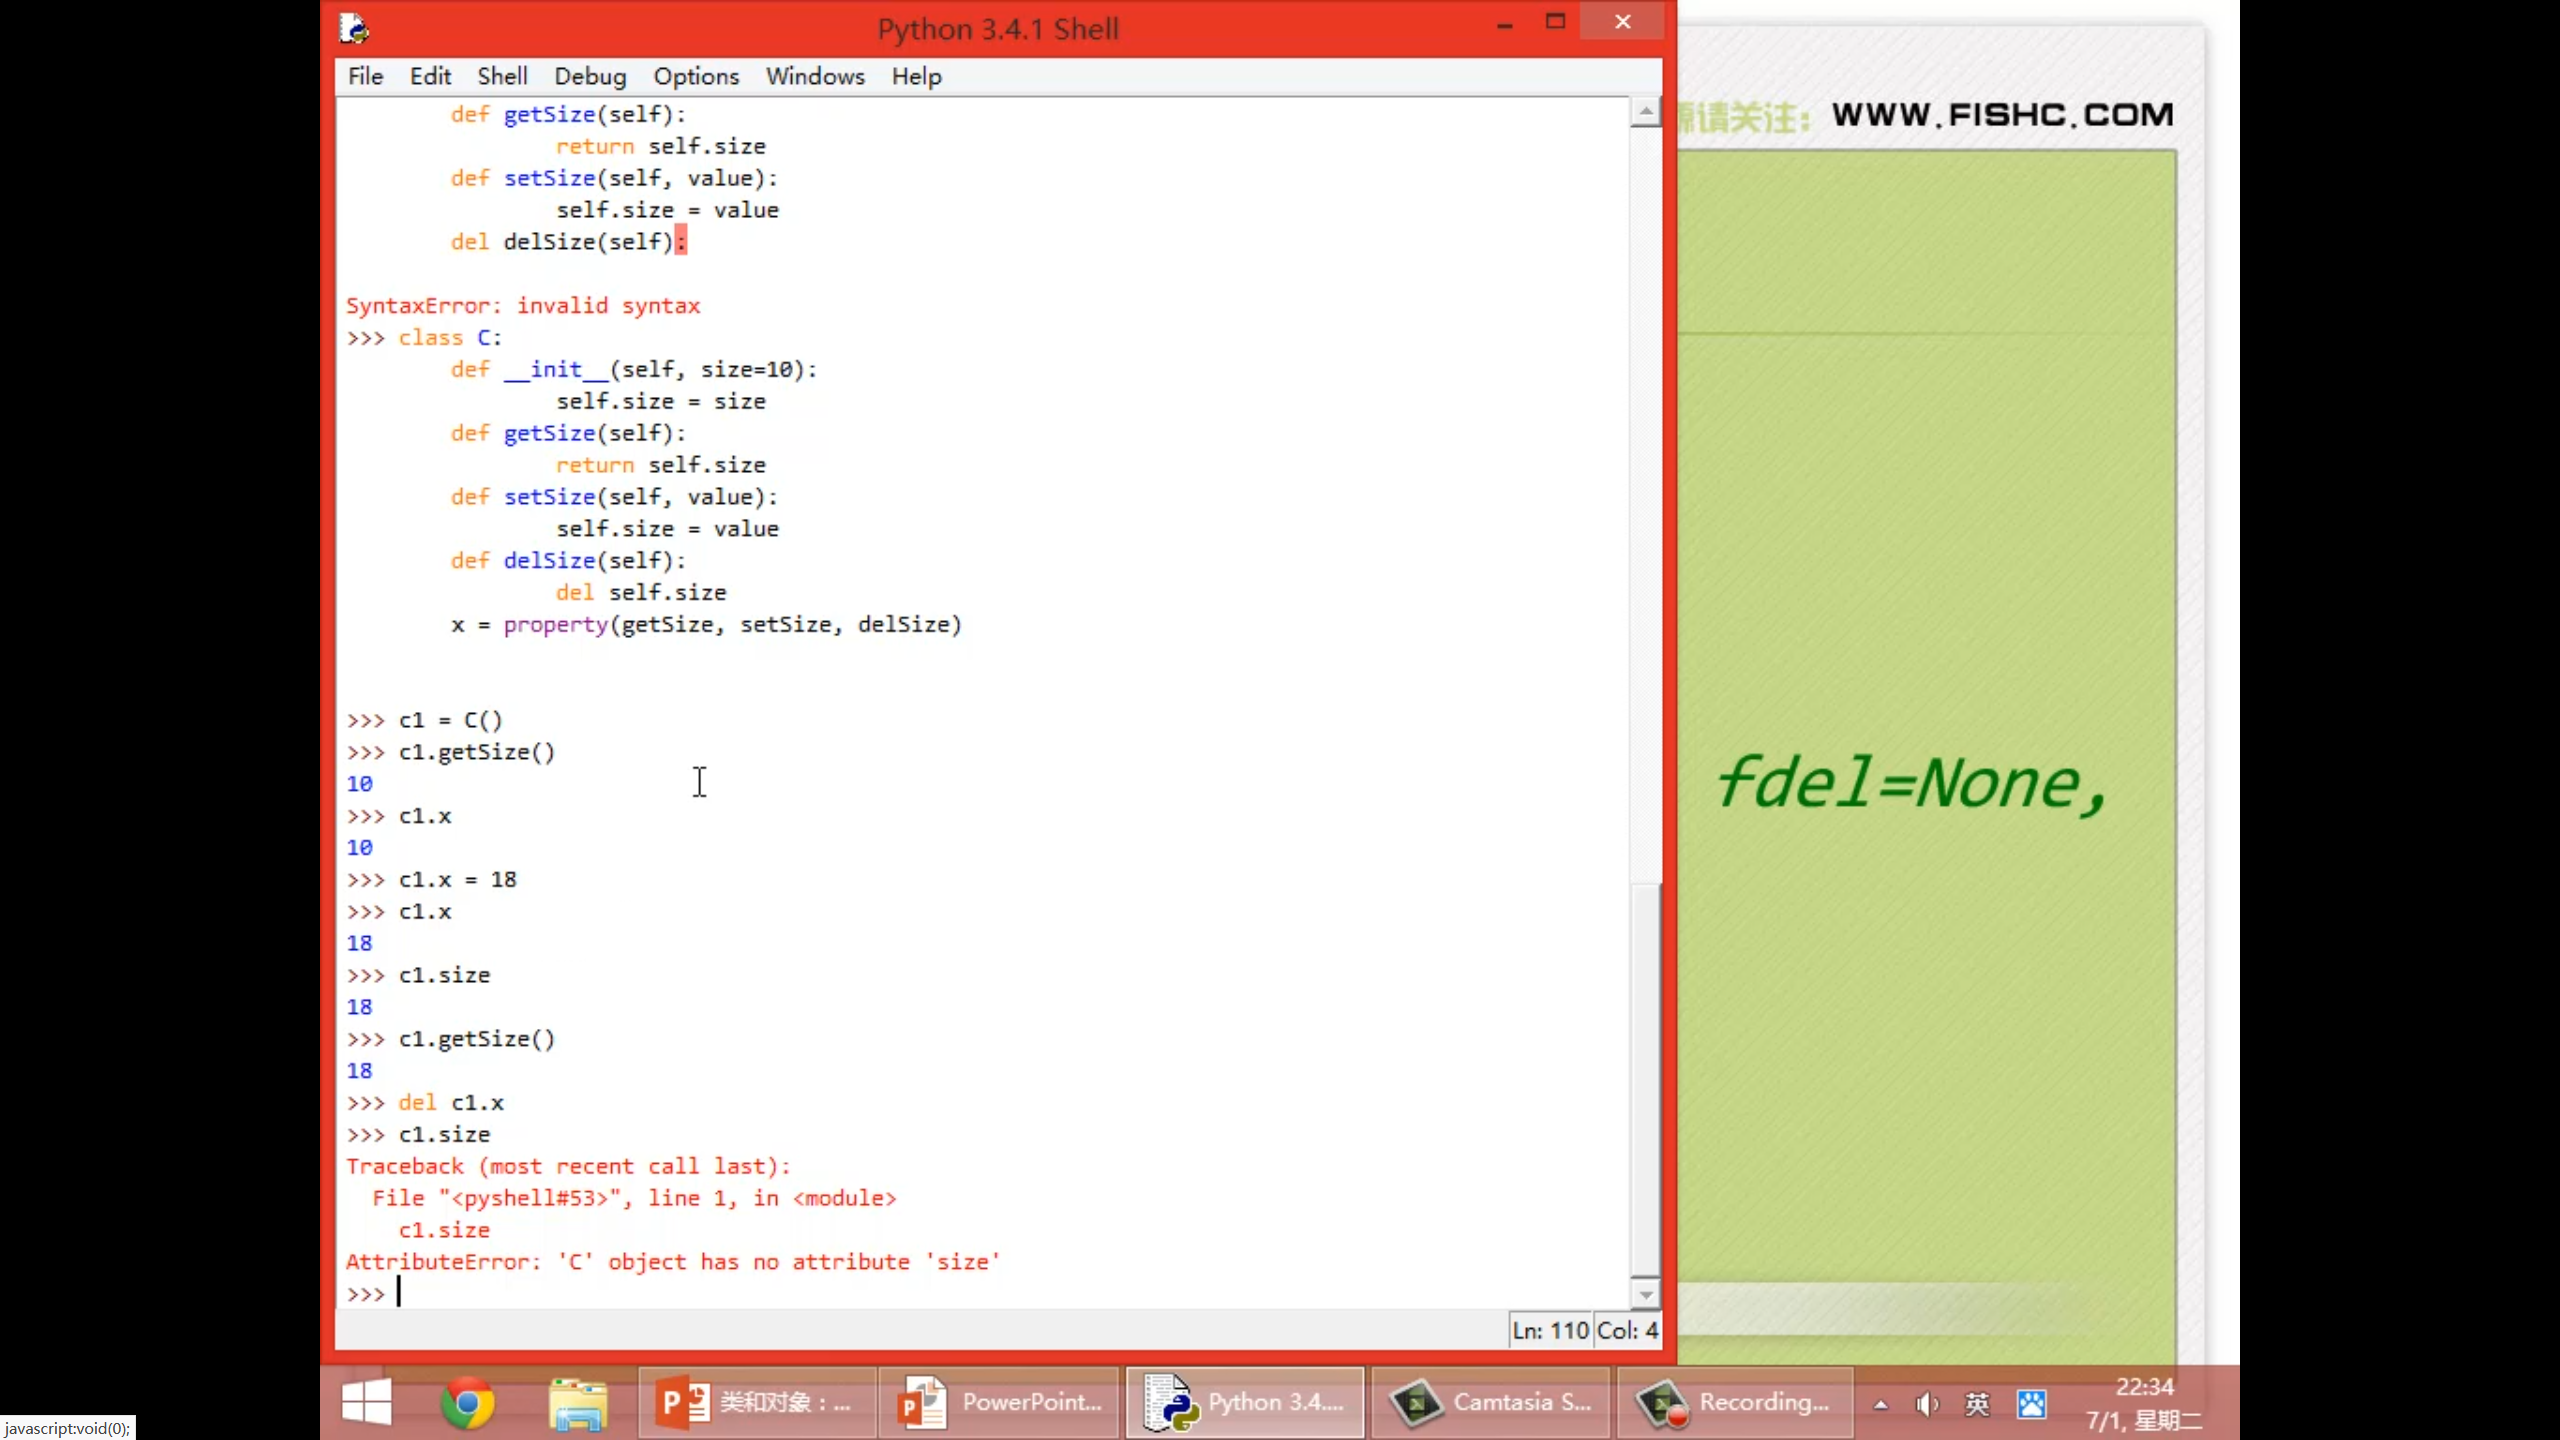 Python 3.4.1 Shell
File Edit Shell Debug Options Windows Help
def getSize(self):
return self.size
def setSize(self, value):
self.size = value
del delSize(self):
SyntaxError: invalid syntax
>>> class C:
def __init__(self, size=10):
self.size = size
def getSize(self):
return self.size
def setSize(self, value):
self.size = value
def delSize(self):
del self.size
x = property(getSize, setSize, delSize)
>>> c1 = C()
>>> c1.getSize()
10
>>> c1.x
10
>>> c1.x = 18
>>> c1.x
18
>>> c1.size
18
>>> c1.getSize()
18
>>> del c1.x
>>> c1.size
Traceback (most recent call last):
File "<pyshell#53>", line 1, in <module>
c1.size
AttributeError: 'C' object has no attribute 'size'
>>>
Ln: 110 Col: 4
请关注: WWW.FISHC.COM
fdel=None,
类和对象：...
PowerPoint...
Python 3.4....
Camtasia S...
Recording...
英
22:34
7/1, 星期二
javascript:void(0);